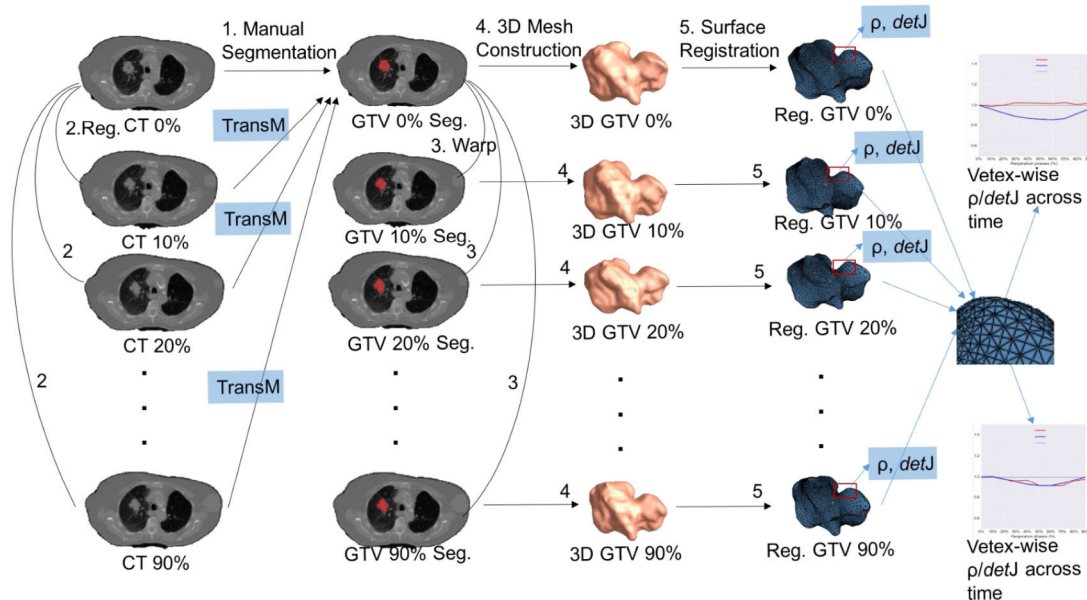 1. Manual
Segmentation
4. 3D Mesh
Construction
5. Surface
Registration
ρ, detJ
2.Reg.
CT 0%
TransM
GTV 0% Seg.
3D GTV 0%
Reg. GTV 0%
3. Warp
ρ, detJ
4
5
TransM
Vetex-wise
ρ/detJ across
time
CT 10%
GTV 10% Seg.
3D GTV 10%
Reg. GTV 10%
2
3
ρ, detJ
4
5
CT 20%
GTV 20% Seg.
3D GTV 20%
Reg. GTV 20%
2
TransM
3
ρ, detJ
4
5
CT 90%
GTV 90% Seg.
3D GTV 90%
Reg. GTV 90%
Vetex-wise
ρ/detJ across
time